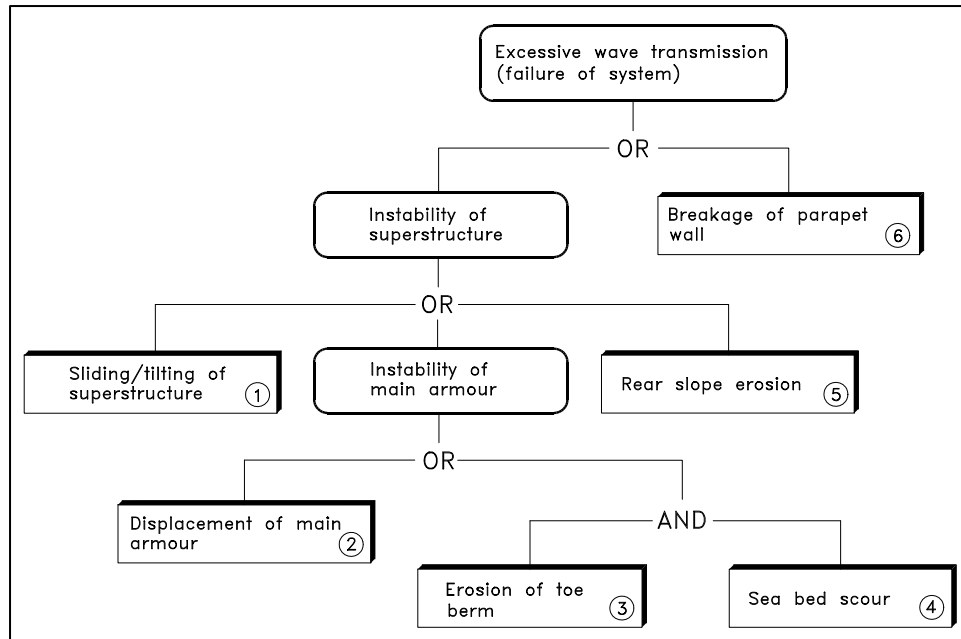 Excessive wave transmission
(failure of system)
OR
Instability of
superstructure
Breakage of parapet
wall
6
OR
Sliding/tilting of
superstructure
1
Instability of
main armour
Rear slope erosion
5
OR
Displacement of main
armour
2
AND
Erosion of toe
berm
3
Sea bed scour
4